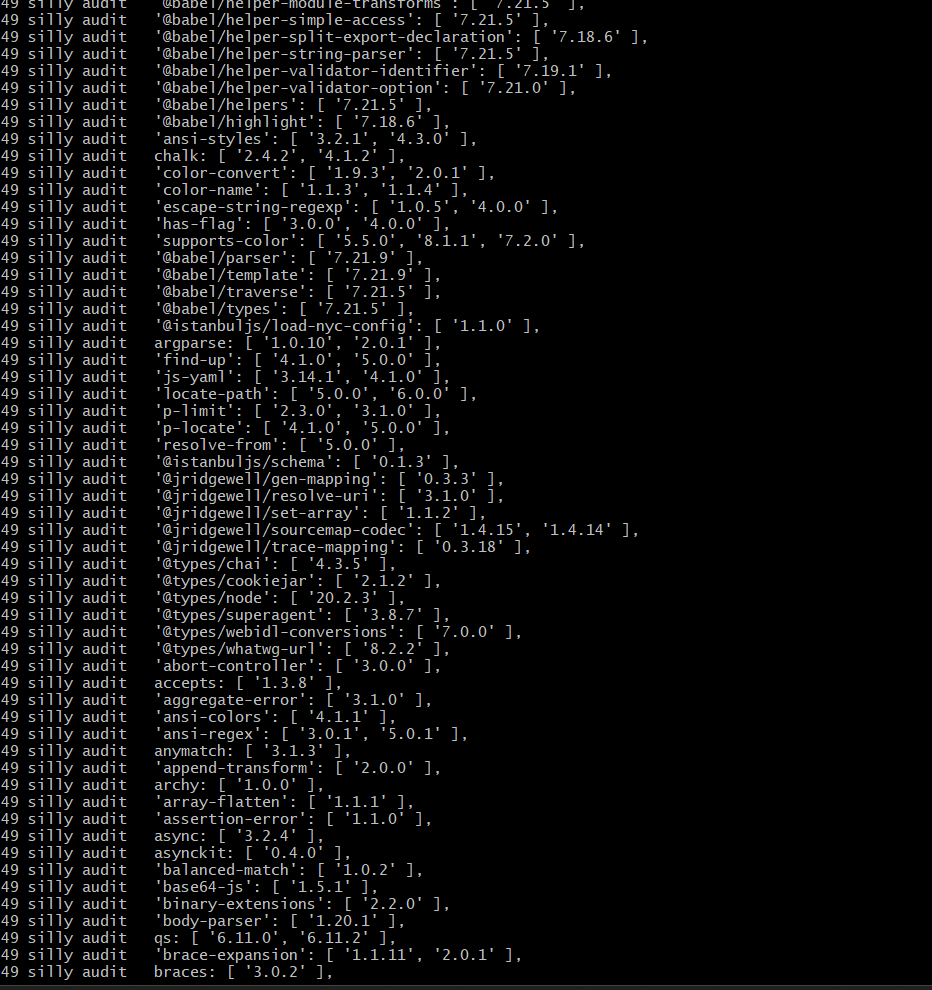 49 silly audit   '@babel/helper-module-transforms': [ '7.21.5' ],
49 silly audit   '@babel/helper-simple-access': [ '7.21.5' ],
49 silly audit   '@babel/helper-split-export-declaration': [ '7.18.6' ],
49 silly audit   '@babel/helper-string-parser': [ '7.21.5' ],
49 silly audit   '@babel/helper-validator-identifier': [ '7.19.1' ],
49 silly audit   '@babel/helper-validator-option': [ '7.21.0' ],
49 silly audit   '@babel/helpers': [ '7.21.5' ],
49 silly audit   '@babel/highlight': [ '7.18.6' ],
49 silly audit   'ansi-styles': [ '3.2.1', '4.3.0' ],
49 silly audit   chalk: [ '2.4.2', '4.1.2' ],
49 silly audit   'color-convert': [ '1.9.3', '2.0.1' ],
49 silly audit   'color-name': [ '1.1.3', '1.1.4' ],
49 silly audit   'escape-string-regexp': [ '1.0.5', '4.0.0' ],
49 silly audit   'has-flag': [ '3.0.0', '4.0.0' ],
49 silly audit   'supports-color': [ '5.5.0', '8.1.1', '7.2.0' ],
49 silly audit   '@babel/parser': [ '7.21.9' ],
49 silly audit   '@babel/template': [ '7.21.9' ],
49 silly audit   '@babel/traverse': [ '7.21.5' ],
49 silly audit   '@babel/types': [ '7.21.5' ],
49 silly audit   '@istanbuljs/load-nyc-config': [ '1.1.0' ],
49 silly audit   argparse: [ '1.0.10', '2.0.1' ],
49 silly audit   'find-up': [ '4.1.0', '5.0.0' ],
49 silly audit   'js-yaml': [ '3.14.1', '4.1.0' ],
49 silly audit   'locate-path': [ '5.0.0', '6.0.0' ],
49 silly audit   'p-limit': [ '2.3.0', '3.1.0' ],
49 silly audit   'p-locate': [ '4.1.0', '5.0.0' ],
49 silly audit   'resolve-from': [ '5.0.0' ],
49 silly audit   '@istanbuljs/schema': [ '0.1.3' ],
49 silly audit   '@jridgewell/gen-mapping': [ '0.3.3' ],
49 silly audit   '@jridgewell/resolve-uri': [ '3.1.0' ],
49 silly audit   '@jridgewell/set-array': [ '1.1.2' ],
49 silly audit   '@jridgewell/sourcemap-codec': [ '1.4.15', '1.4.14' ],
49 silly audit   '@jridgewell/trace-mapping': [ '0.3.18' ],
49 silly audit   '@types/chai': [ '4.3.5' ],
49 silly audit   '@types/cookiejar': [ '2.1.2' ],
49 silly audit   '@types/node': [ '20.2.3' ],
49 silly audit   '@types/superagent': [ '3.8.7' ],
49 silly audit   '@types/webidl-conversions': [ '7.0.0' ],
49 silly audit   '@types/whatwg-url': [ '8.2.2' ],
49 silly audit   'abort-controller': [ '3.0.0' ],
49 silly audit   accepts: [ '1.3.8' ],
49 silly audit   'aggregate-error': [ '3.1.0' ],
49 silly audit   'ansi-colors': [ '4.1.1' ],
49 silly audit   'ansi-regex': [ '3.0.1', '5.0.1' ],
49 silly audit   anymatch: [ '3.1.3' ],
49 silly audit   'append-transform': [ '2.0.0' ],
49 silly audit   archy: [ '1.0.0' ],
49 silly audit   'array-flatten': [ '1.1.1' ],
49 silly audit   'assertion-error': [ '1.1.0' ],
49 silly audit   async: [ '3.2.4' ],
49 silly audit   asynckit: [ '0.4.0' ],
49 silly audit   'balanced-match': [ '1.0.2' ],
49 silly audit   'base64-js': [ '1.5.1' ],
49 silly audit   'binary-extensions': [ '2.2.0' ],
49 silly audit   'body-parser': [ '1.20.1' ],
49 silly audit   qs: [ '6.11.0', '6.11.2' ],
49 silly audit   'brace-expansion': [ '1.1.11', '2.0.1' ],
49 silly audit   braces: [ '3.0.2' ],